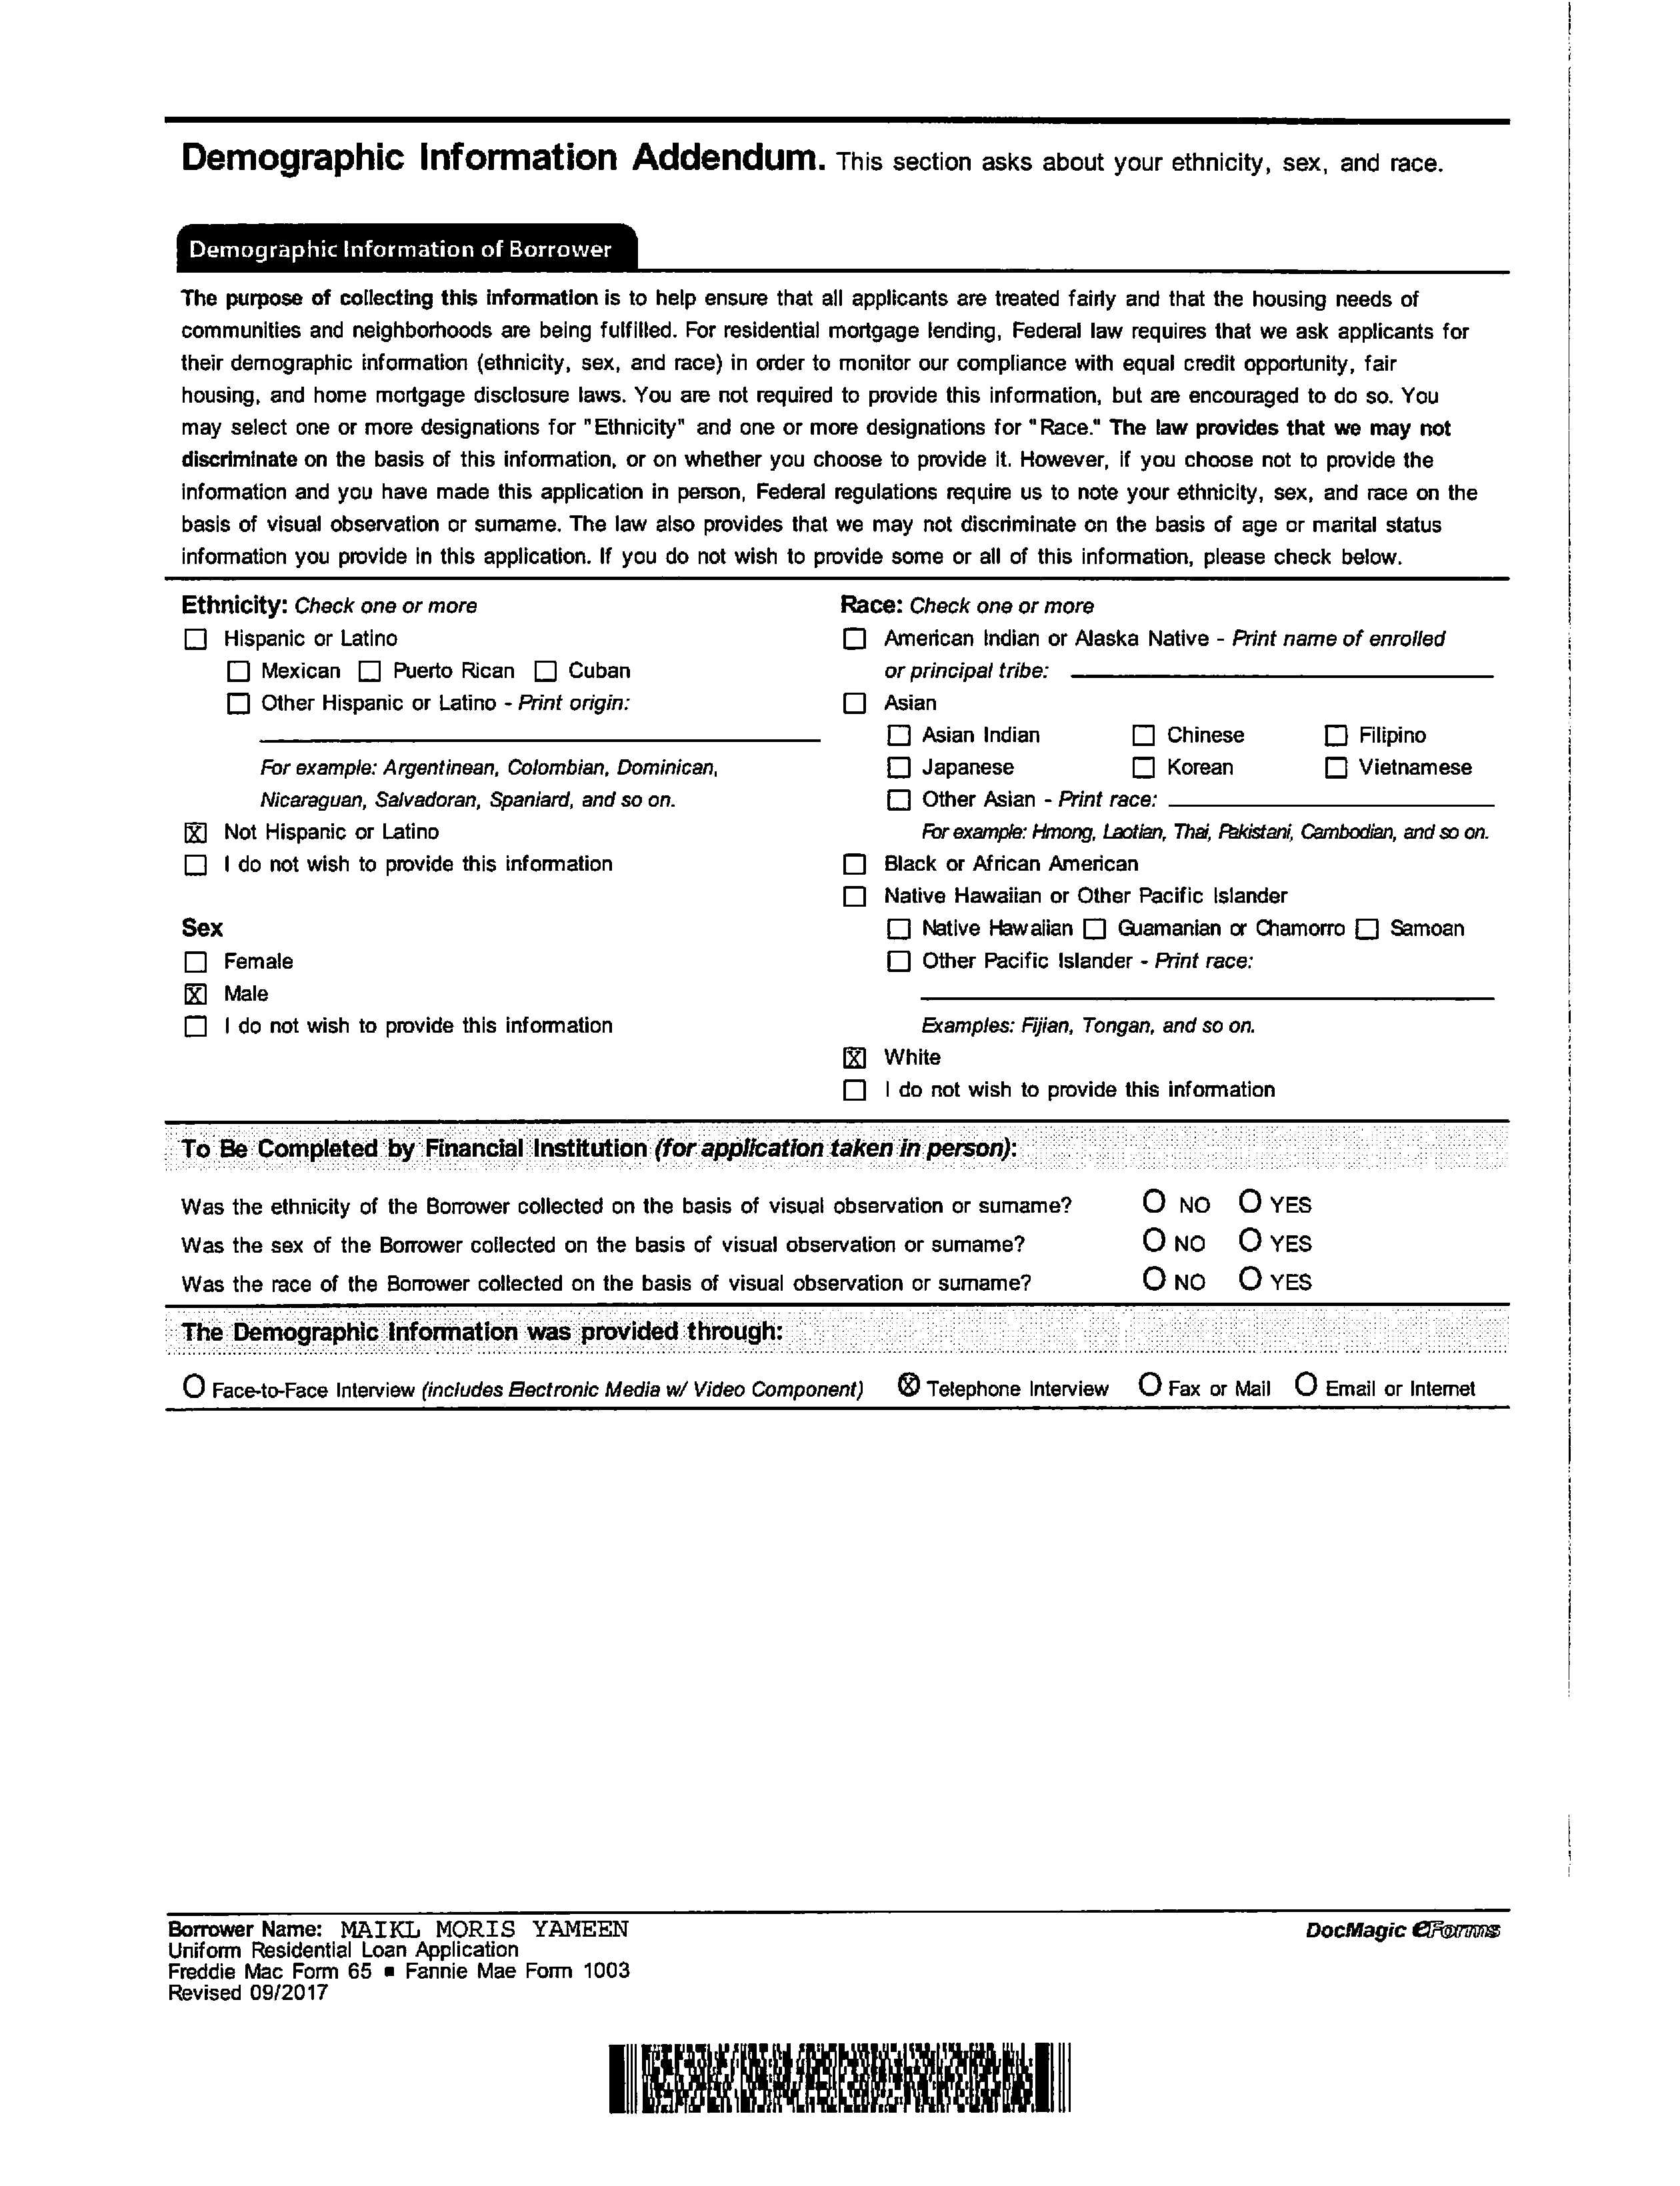 Demographic Information Addendum. This section asks about your ethnicity, sex, and race.
Demographic Information of Borrower
The purpose of collecting this information is to help ensure that all applicants are treated fairly and that the housing needs of
communities and neighborhoods are being fulfilled. For residential mortgage lending, Federal law requires that we ask applicants for
their demographic information (ethnicity, sex, and race) in order to monitor our compliance with equal credit opportunity, fair
housing, and home mortgage disclosure laws. You are not required to provide this information, but are encouraged to do so. You
may select one or more designations for "Ethnicity" and one or more designations for "Race." The law provides that we may not
discriminate on the basis of this information, or on whether you choose to provide it. However, if you choose not to provide the
information and you have made this application in person, Federal regulations require us to note your ethnicity, sex, and race on the
basis of visual observation or surname. The law also provides that we may not discriminate on the basis of age or marital status
information you provide in this application. If you do not wish to provide some or all of this information, please check below.
Ethnicity: Check one or more
☐ Hispanic or Latino
☐ Mexican ☐ Puerto Rican ☐ Cuban
☐ Other Hispanic or Latino - Print origin:
For example: Argentinean, Colombian, Dominican,
Nicaraguan, Salvadoran, Spaniard, and so on.
☒ Not Hispanic or Latino
☐ I do not wish to provide this information
Sex
☐ Female
☒ Male
☐ I do not wish to provide this information
Race: Check one or more
☐ American Indian or Alaska Native - Print name of enrolled
or principal tribe:
☐ Asian
☐ Asian Indian ☐ Chinese ☐ Filipino
☐ Japanese ☐ Korean ☐ Vietnamese
☐ Other Asian - Print race:
For example: Hmong, Laotian, Thai, Pakistani, Cambodian, and so on.
☐ Black or African American
☐ Native Hawaiian or Other Pacific Islander
☐ Native Hawaiian ☐ Guamanian or Chamorro ☐ Samoan
☐ Other Pacific Islander - Print race:
Examples: Fijian, Tongan, and so on.
☒ White
☐ I do not wish to provide this information
To Be Completed by Financial Institution (for application taken in person):
Was the ethnicity of the Borrower collected on the basis of visual observation or surname? ○ NO ○ YES
Was the sex of the Borrower collected on the basis of visual observation or surname? ○ NO ○ YES
Was the race of the Borrower collected on the basis of visual observation or surname? ○ NO ○ YES
The Demographic Information was provided through:
○ Face-to-Face Interview (includes Electronic Media w/ Video Component) ⊗ Telephone Interview ○ Fax or Mail ○ Email or Internet
Borrower Name: MAIKL MORIS YAMEEN
Uniform Residential Loan Application
Freddie Mac Form 65 ▪ Fannie Mae Form 1003
Revised 09/2017
DocMagic eForms